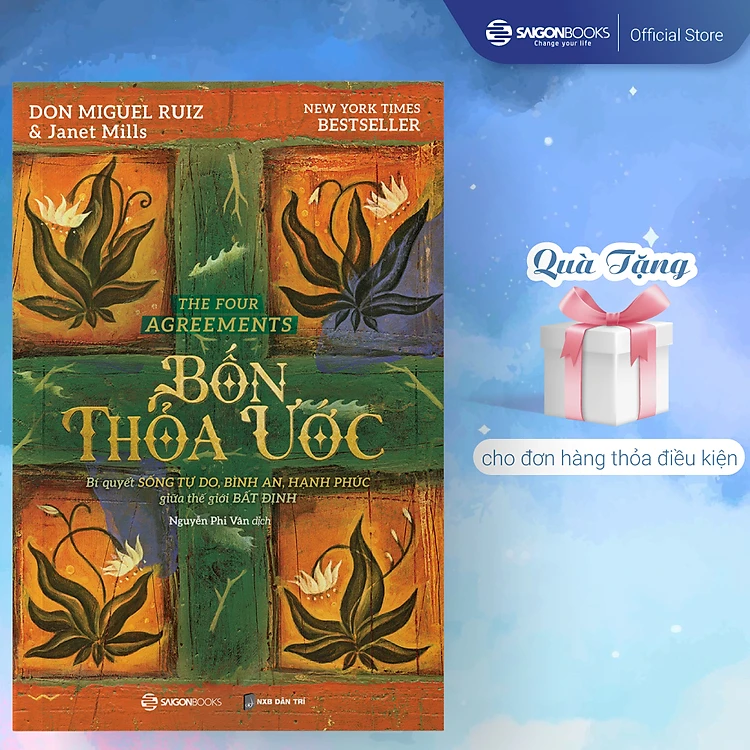 SAIGONBOOKS
Change your life
Official Store
DON MIGUEL RUIZ
& Janet Mills
NEW YORK TIMES
BESTSELLER
THE FOUR
AGREEMENTS
BỐN
THỎA ƯỚC
Bí quyết SỐNG TỰ DO, BÌNH AN, HẠNH PHÚC
giữa thế giới BẤT ĐỊNH
Nguyễn Phi Vân dịch
SAIGONBOOKS
NXB DÂN TRÍ
Quà Tặng
cho đơn hàng thỏa điều kiện